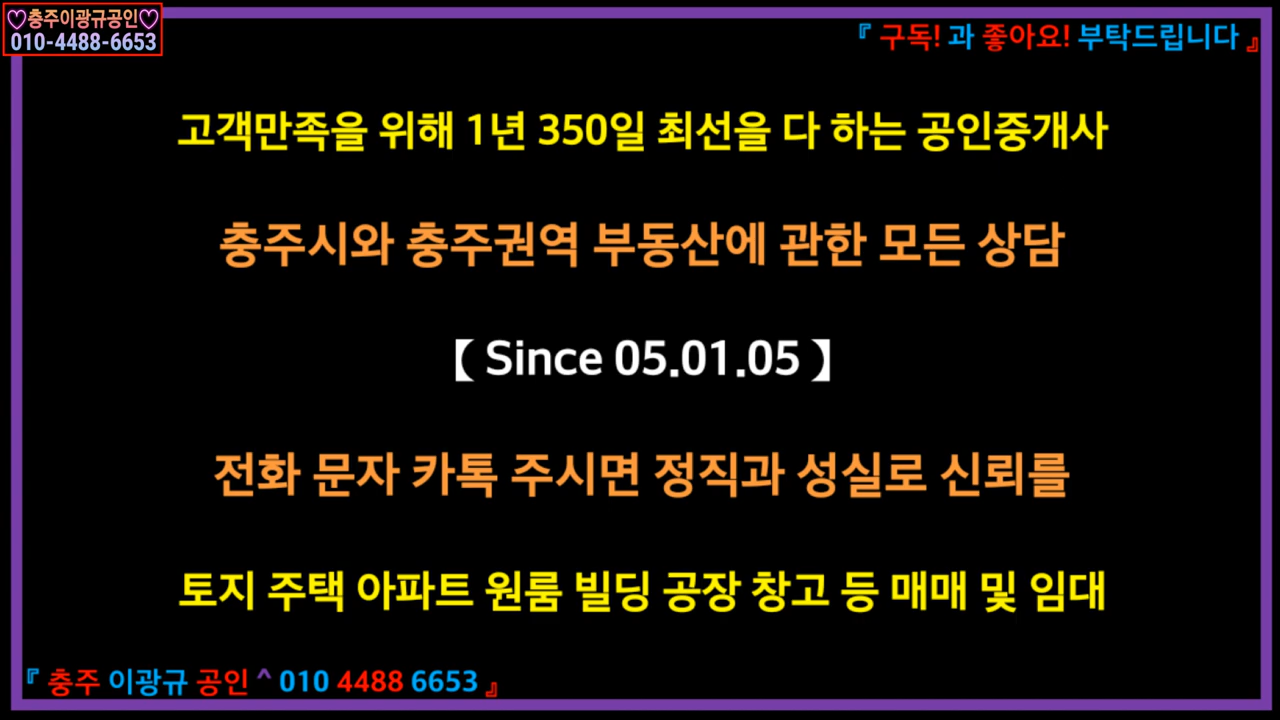 ♡충주이광규공인♡
010-4488-6653
『 구독! 과 좋아요! 부탁드립니다 』
고객만족을 위해 1년 350일 최선을 다 하는 공인중개사
충주시와 충주권역 부동산에 관한 모든 상담
【 Since 05.01.05 】
전화 문자 카톡 주시면 정직과 성실로 신뢰를
토지 주택 아파트 원룸 빌딩 공장 창고 등 매매 및 임대
『 충주 이광규 공인 ^ 010 4488 6653 』